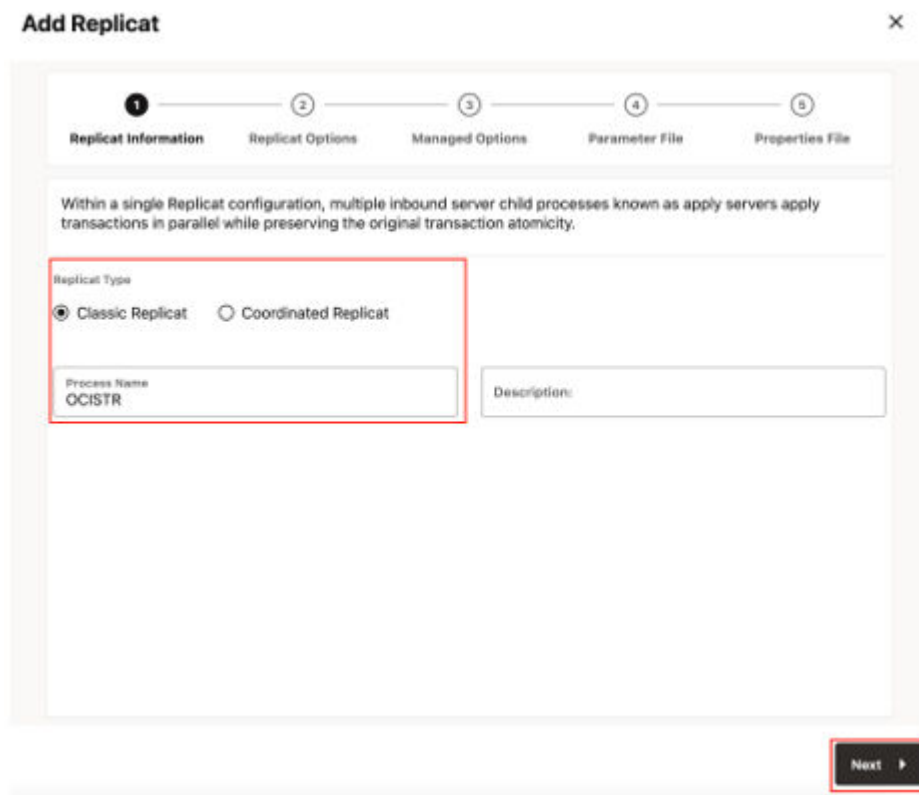 Add Replicat
1 2 3 4 5
Replicat Information Replicat Options Managed Options Parameter File Properties File
Within a single Replicat configuration, multiple inbound server child processes known as apply servers apply
transactions in parallel while preserving the original transaction atomicity.
Replicat Type
Classic Replicat Coordinated Replicat
Process Name
OCISTR
Description:
Next